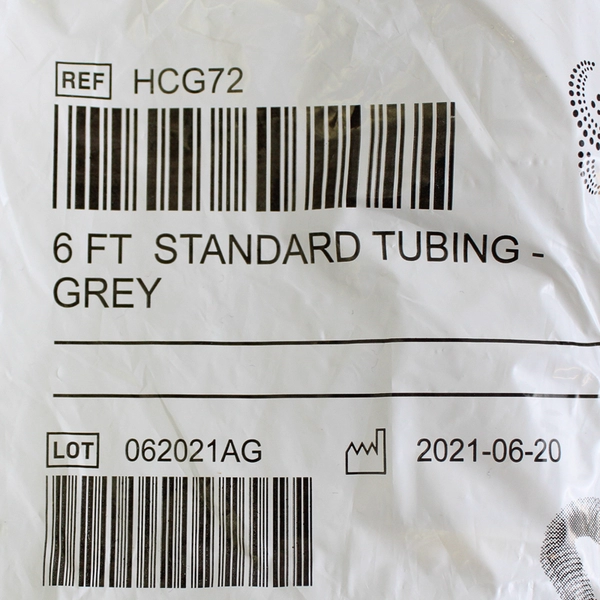 REF HCG72
6 FT STANDARD TUBING -
GREY
LOT 062021AG 2021-06-20